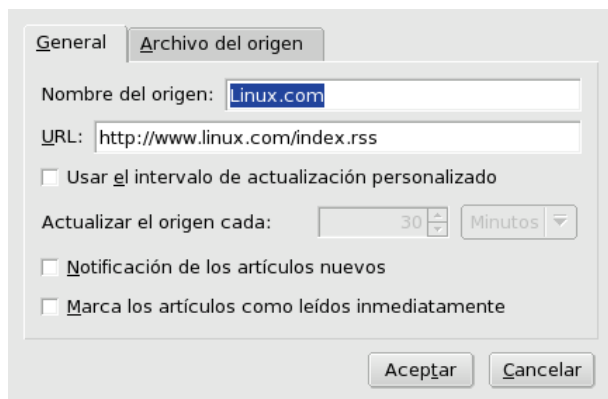 General Archivo del origen
Nombre del origen: Linux.com
URL: http://www.linux.com/index.rss
Usar el intervalo de actualización personalizado
Actualizar el origen cada: 30 Minutos
Notificación de los artículos nuevos
Marca los artículos como leídos inmediatamente
Aceptar Cancelar